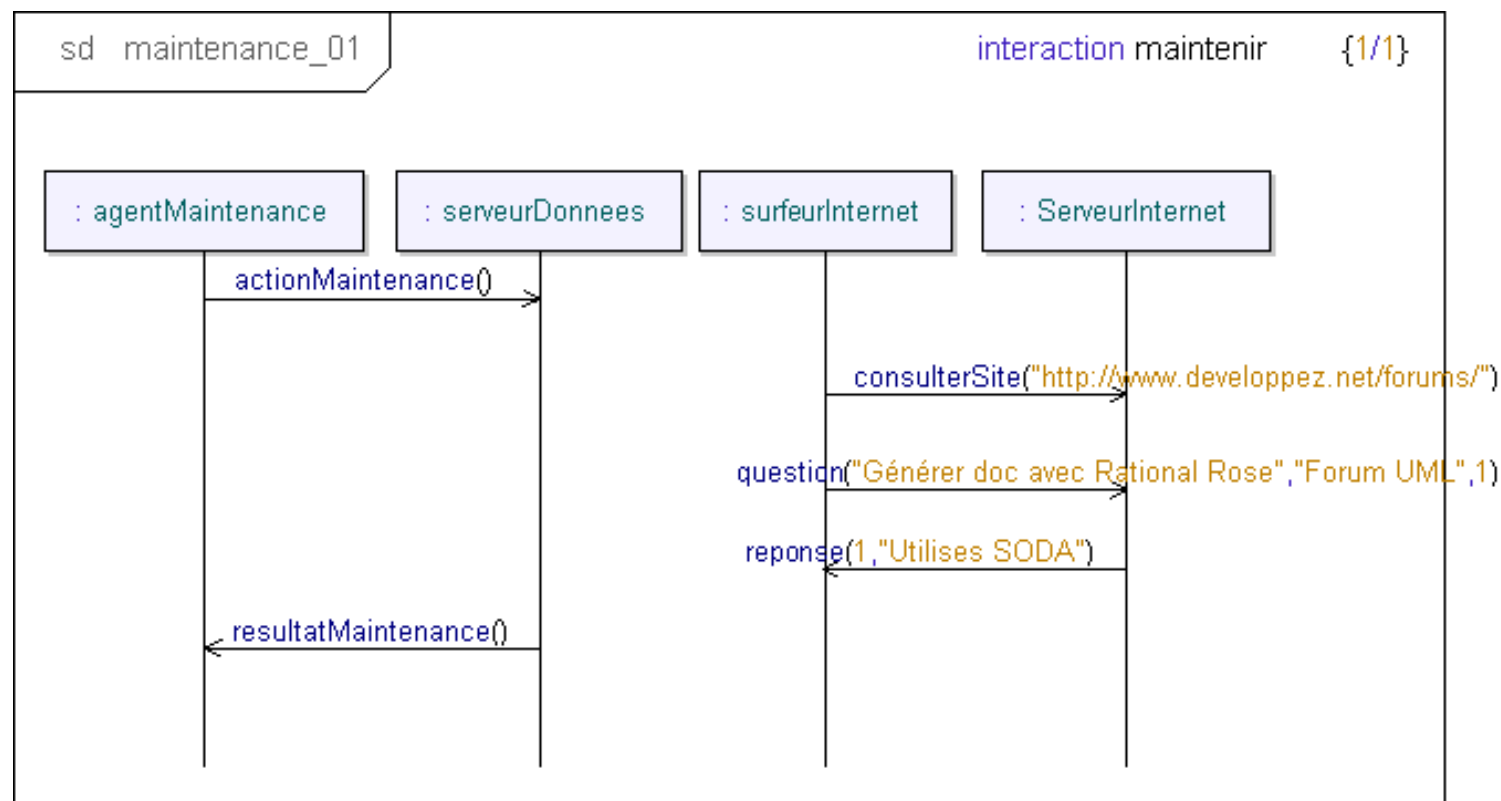 sd maintenance_01
interaction maintenir {1/1}
: agentMaintenance
: serveurDonnees
: surfeurInternet
: ServeurInternet
actionMaintenance()
consulterSite("http://www.developpez.net/forums/")
question("Générer doc avec Rational Rose","Forum UML",1)
reponse(1,"Utilises SODA")
resultatMaintenance()